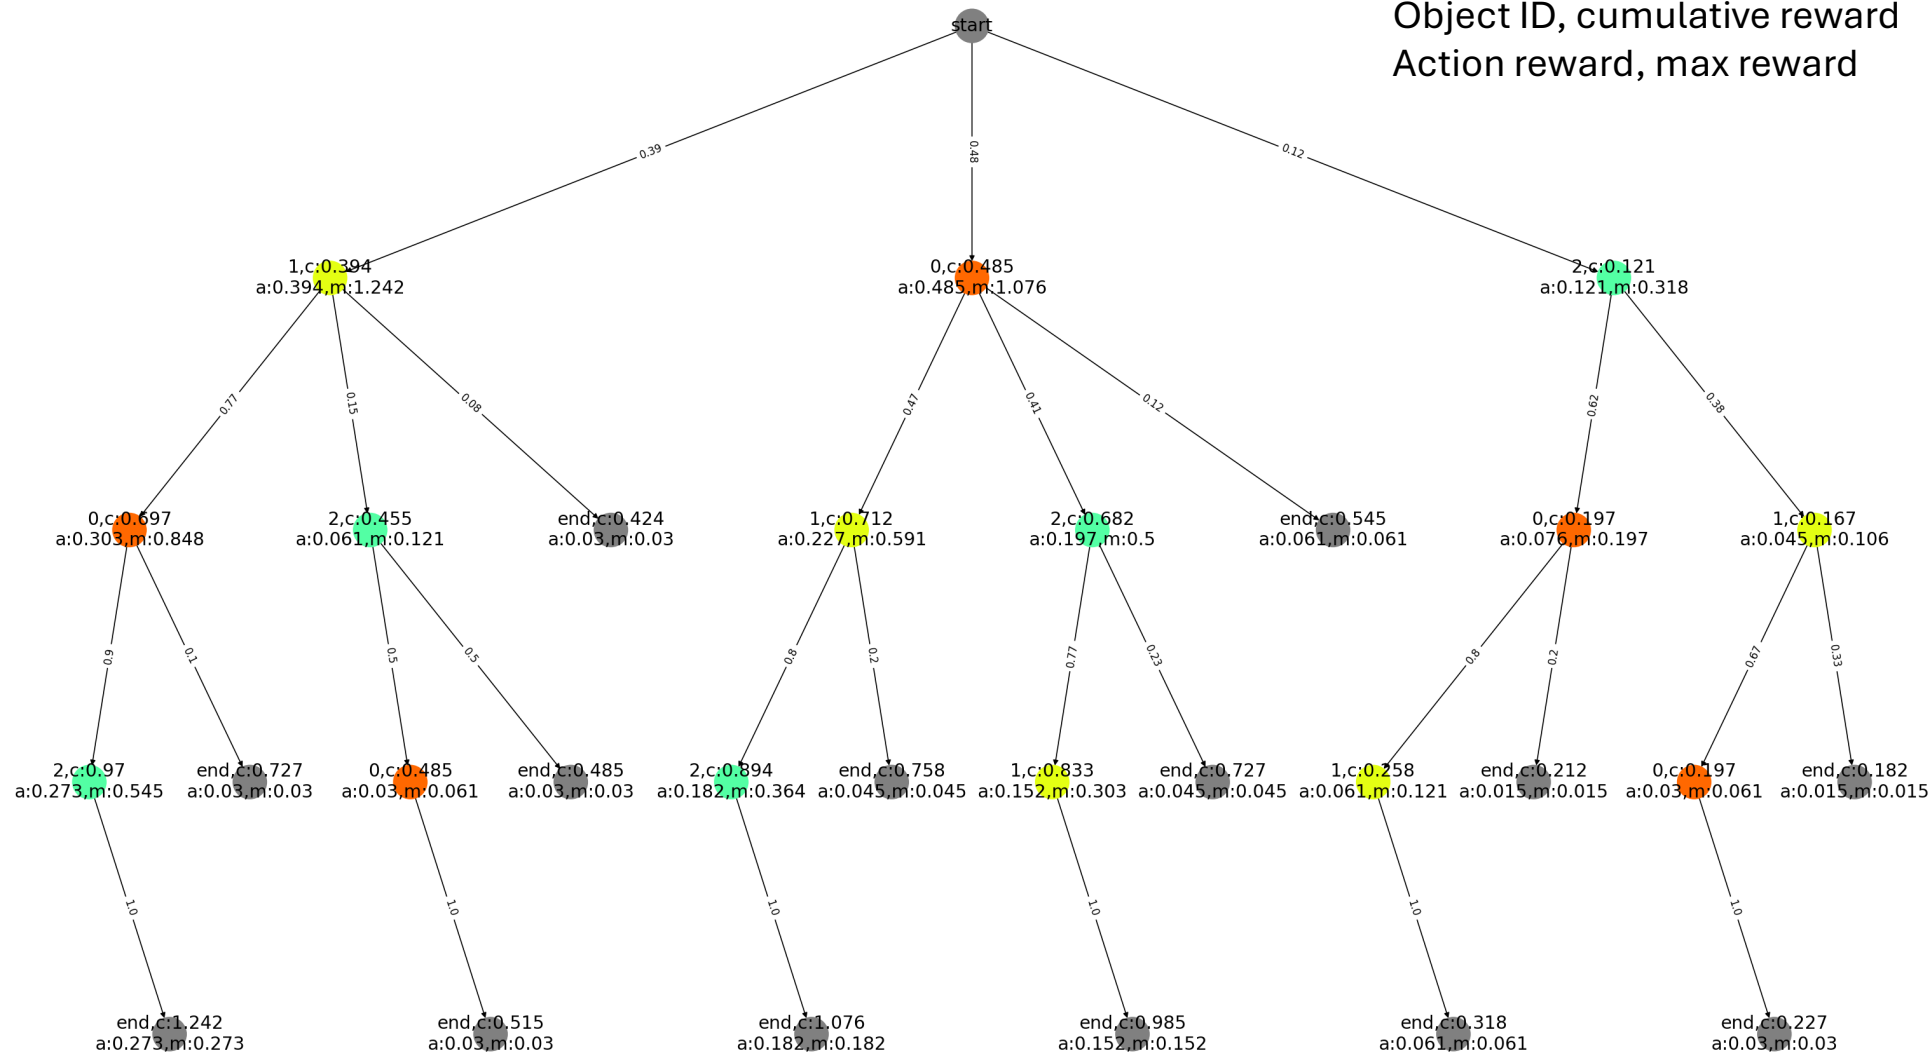 Object ID, cumulative reward
Action reward, max reward
start
0.39
0.48
0.12
1,c:0.394
a:0.394,m:1.242
0,c:0.485
a:0.485,m:1.076
2,c:0.121
a:0.121,m:0.318
0.77
0.15
0.08
0.47
0.41
0.12
0.62
0.38
0,c:0.697
a:0.303,m:0.848
2,c:0.455
a:0.061,m:0.121
end,c:0.424
a:0.03,m:0.03
1,c:0.712
a:0.227,m:0.591
2,c:0.682
a:0.197,m:0.5
end,c:0.545
a:0.061,m:0.061
0,c:0.197
a:0.076,m:0.197
1,c:0.167
a:0.045,m:0.106
0.9
0.1
0.5
0.5
0.8
0.2
0.77
0.23
0.8
0.2
0.67
0.33
2,c:0.97
a:0.273,m:0.545
end,c:0.727
a:0.03,m:0.03
0,c:0.485
a:0.03,m:0.061
end,c:0.485
a:0.03,m:0.03
2,c:0.894
a:0.182,m:0.364
end,c:0.758
a:0.045,m:0.045
1,c:0.833
a:0.152,m:0.303
end,c:0.727
a:0.045,m:0.045
1,c:0.258
a:0.061,m:0.121
end,c:0.212
a:0.015,m:0.015
0,c:0.197
a:0.03,m:0.061
end,c:0.182
a:0.015,m:0.015
1.0
1.0
1.0
1.0
1.0
1.0
end,c:1.242
a:0.273,m:0.273
end,c:0.515
a:0.03,m:0.03
end,c:1.076
a:0.182,m:0.182
end,c:0.985
a:0.152,m:0.152
end,c:0.318
a:0.061,m:0.061
end,c:0.227
a:0.03,m:0.03